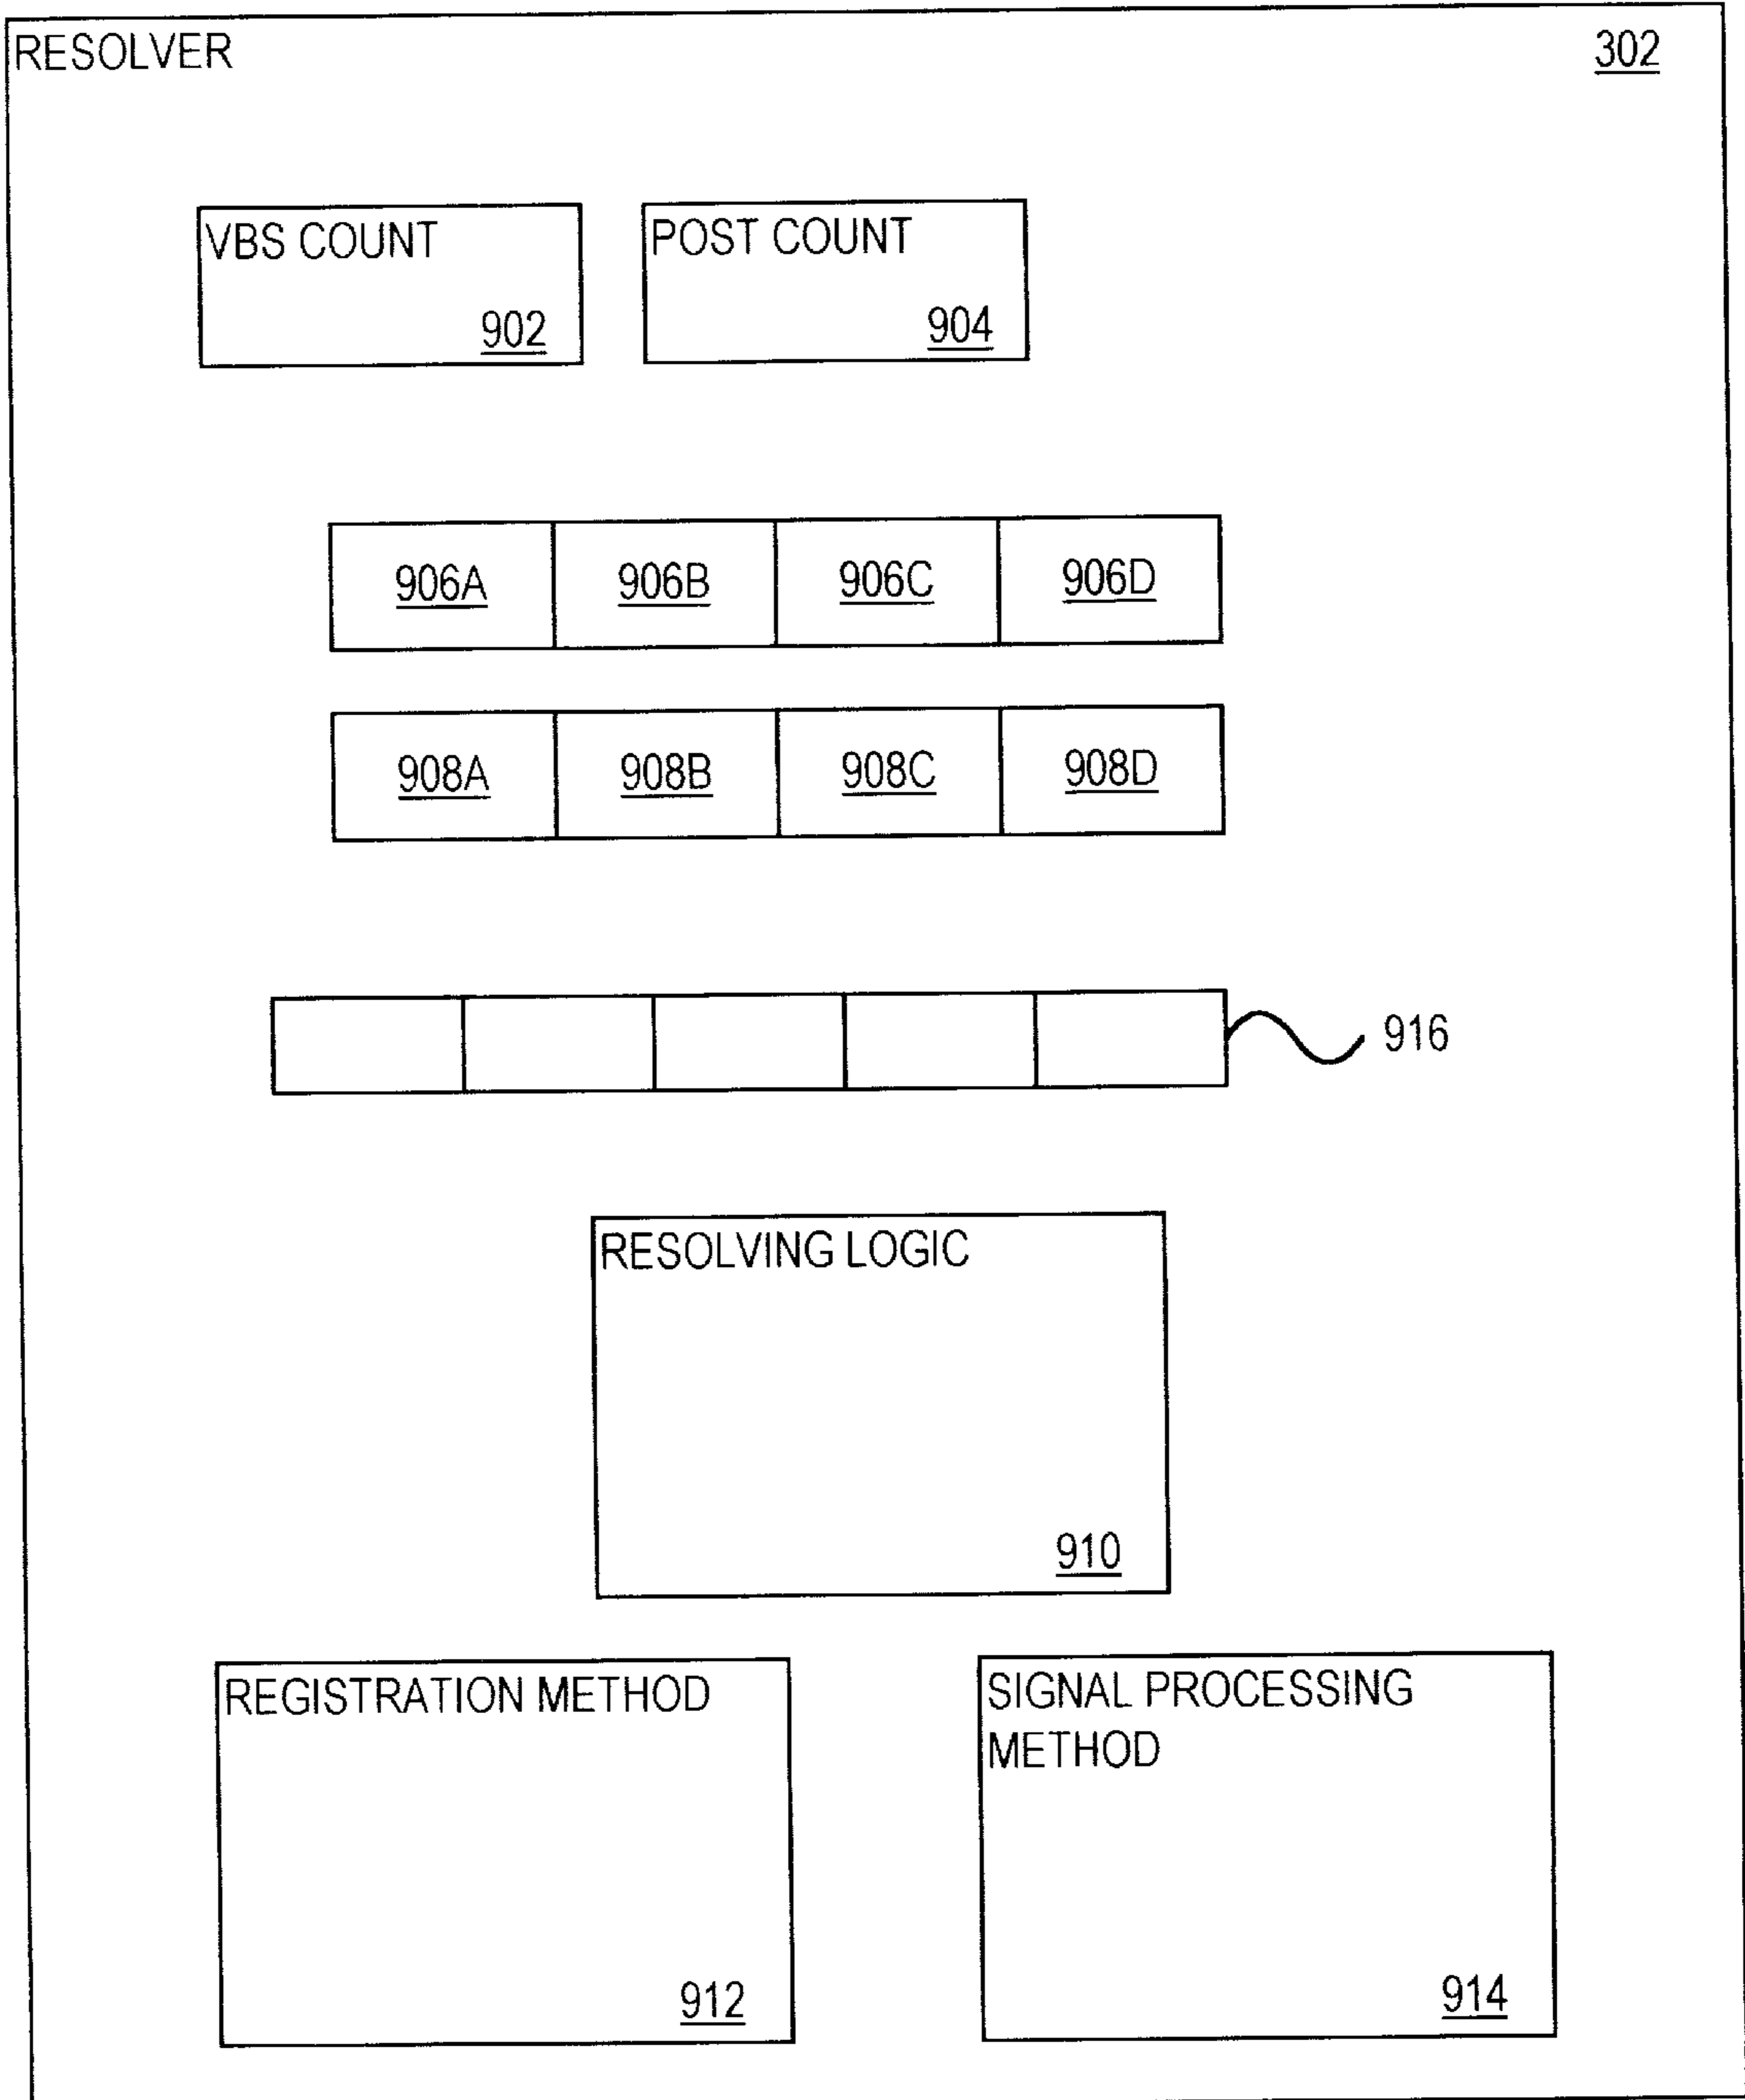 RESOLVER 302
VBS COUNT
902
POST COUNT
904
906A 906B 906C 906D
908A 908B 908C 908D
916
RESOLVING LOGIC
910
REGISTRATION METHOD
912
SIGNAL PROCESSING
METHOD
914